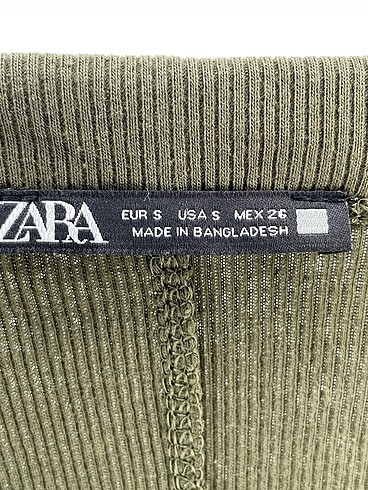 ZARA
EUR S USA S MEX 26
MADE IN BANGLADESH